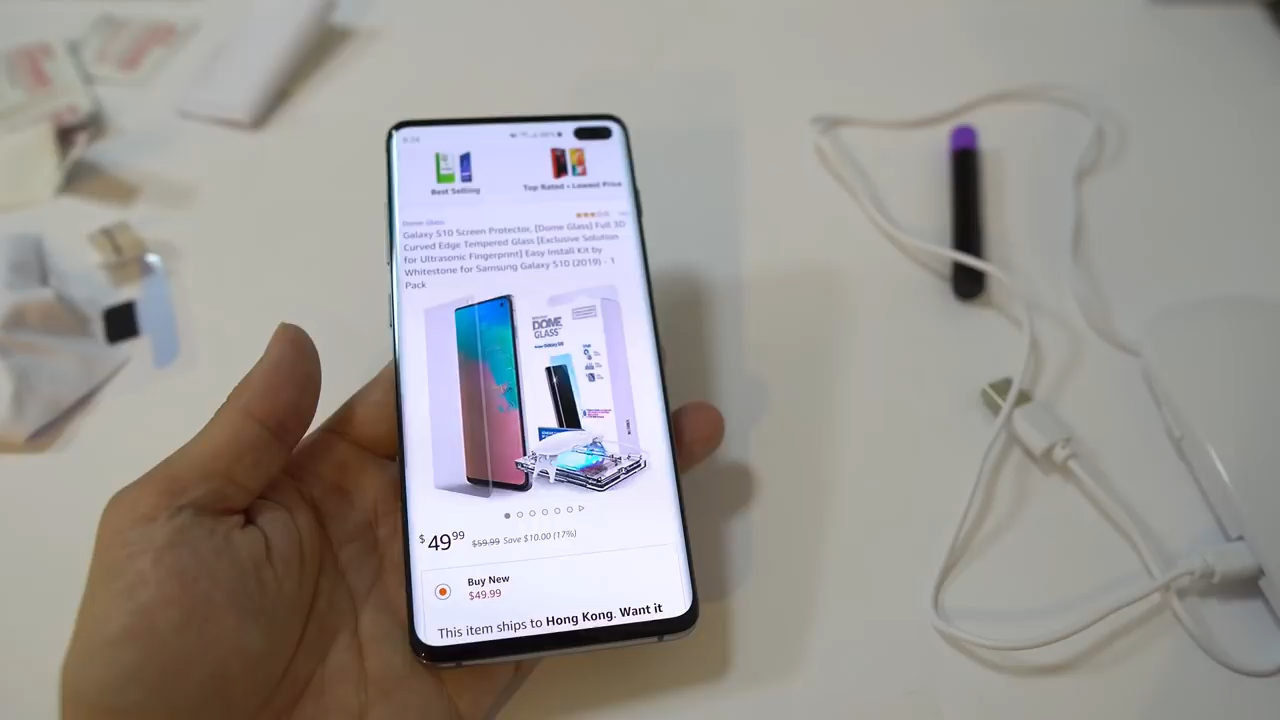 Best Selling
Top Rated + Lowest Price
Dome Glass
Galaxy S10 Screen Protector, [Dome Glass] Full 3D
Curved Edge Tempered Glass [Exclusive Solution
for Ultrasonic Fingerprint] Easy Install Kit by
Whitestone for Samsung Galaxy S10 (2019) - 1
Pack
DOME
GLASS
$49.99 $59.99 Save $10.00 (17%)
Buy New
$49.99
This item ships to Hong Kong. Want it